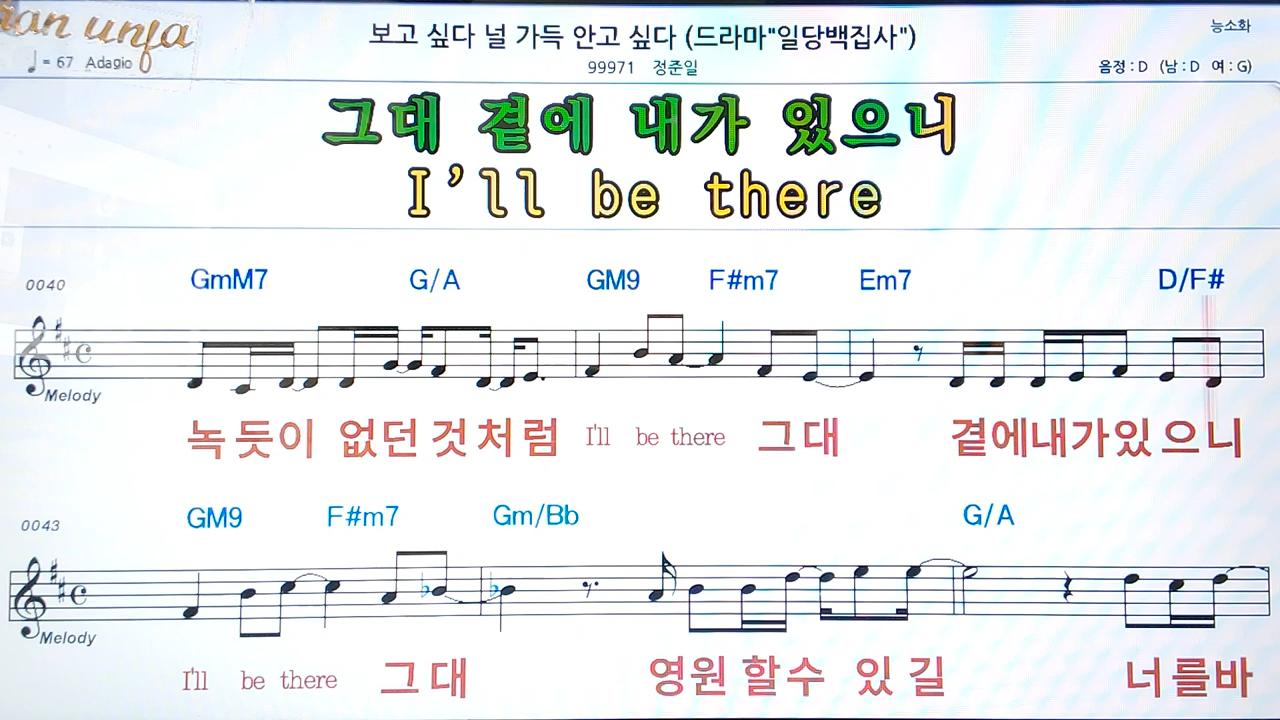 보고 싶다 널 가득 안고 싶다 (드라마"일당백집사")
능소화
♩= 67 Adagio
99971 정준일
음정 : D (남 : D 여 : G)
그대 곁에 내가 있으니
I'll be there
0040 GmM7 G/A GM9 F#m7 Em7 D/F#
Melody
녹듯이 없던 것처럼 I'll be there 그대 곁에내가있으니
0043 GM9 F#m7 Gm/Bb G/A
Melody
I'll be there 그대 영원 할수 있길 너를바